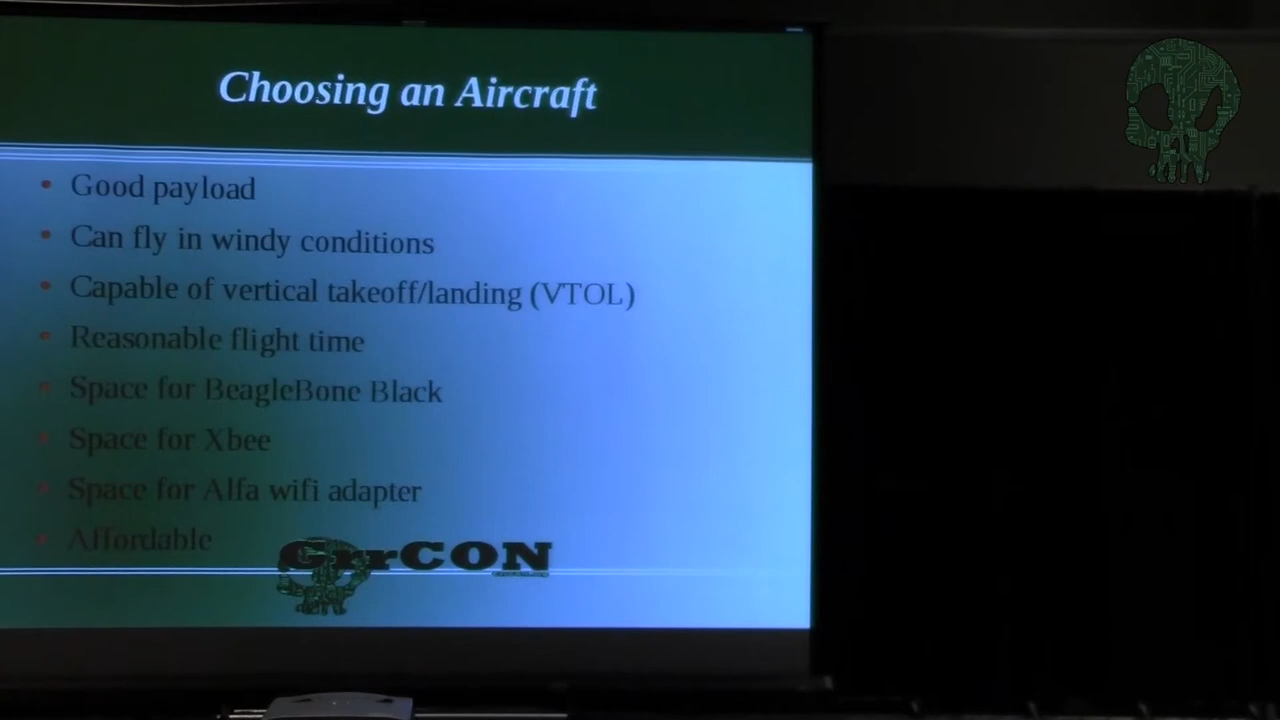 Choosing an Aircraft
• Good payload
• Can fly in windy conditions
• Capable of vertical takeoff/landing (VTOL)
• Reasonable flight time
• Space for BeagleBone Black
• Space for Xbee
• Space for Alfa wifi adapter
• Affordable
GrrCON